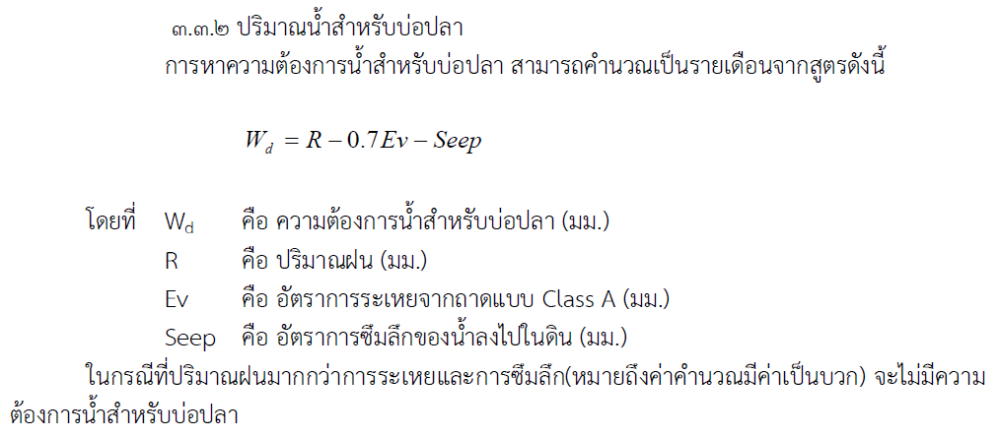 ๓.๓.๒ ปริมาณน้ำสำหรับบ่อปลา
การหาความต้องการน้ำสำหรับบ่อปลา สามารถคำนวณเป็นรายเดือนจากสูตรดังนี้
W_d = R − 0.7Ev − Seep
โดยที่ W_d คือ ความต้องการน้ำสำหรับบ่อปลา (มม.)
R คือ ปริมาณฝน (มม.)
Ev คือ อัตราการระเหยจากถาดแบบ Class A (มม.)
Seep คือ อัตราการซึมลึกของน้ำลงไปในดิน (มม.)
ในกรณีที่ปริมาณฝนมากกว่าการระเหยและการซึมลึก(หมายถึงค่าคำนวณมีค่าเป็นบวก) จะไม่มีความ
ต้องการน้ำสำหรับบ่อปลา